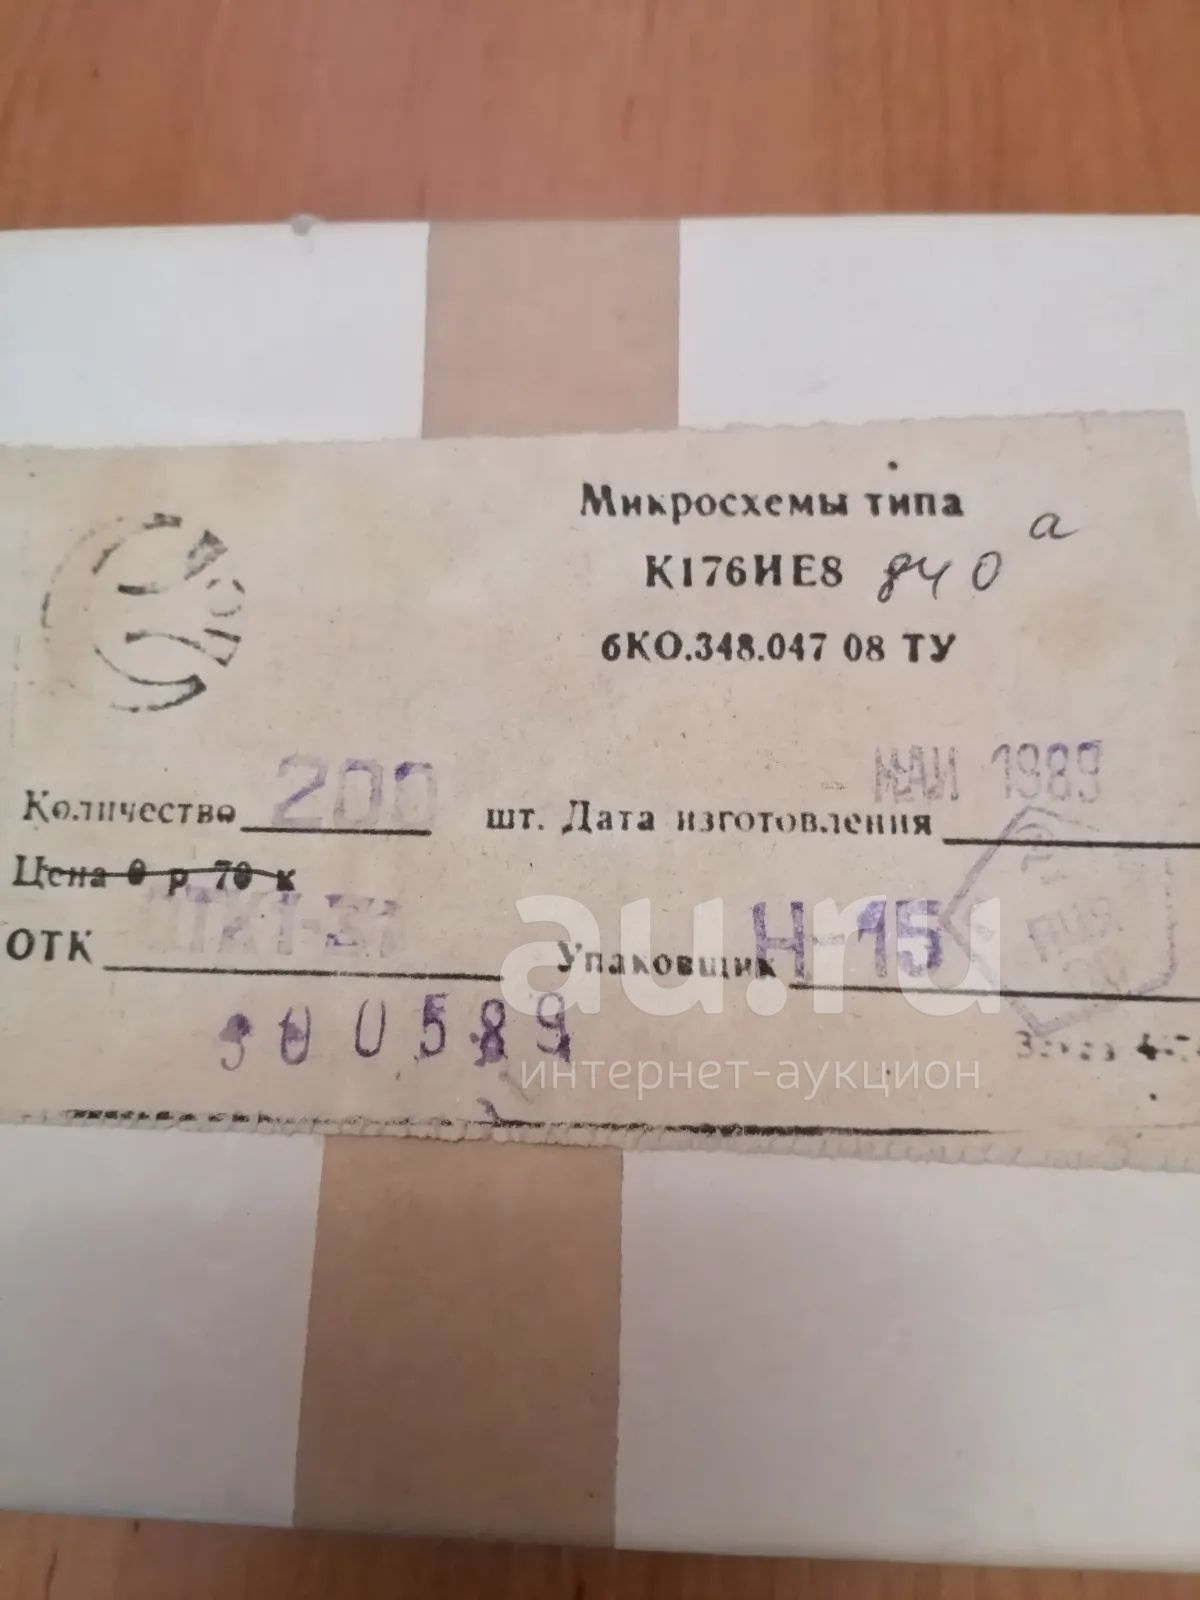 Микросхемы типа
К176ИЕ8 840 а
6КО.348.047 08 ТУ
Количество 200 шт. Дата изготовления МАЙ 1989
Цена 0 р 70 к
ОТК Упаковщик Н-15
300589
au.ru
интернет-аукцион